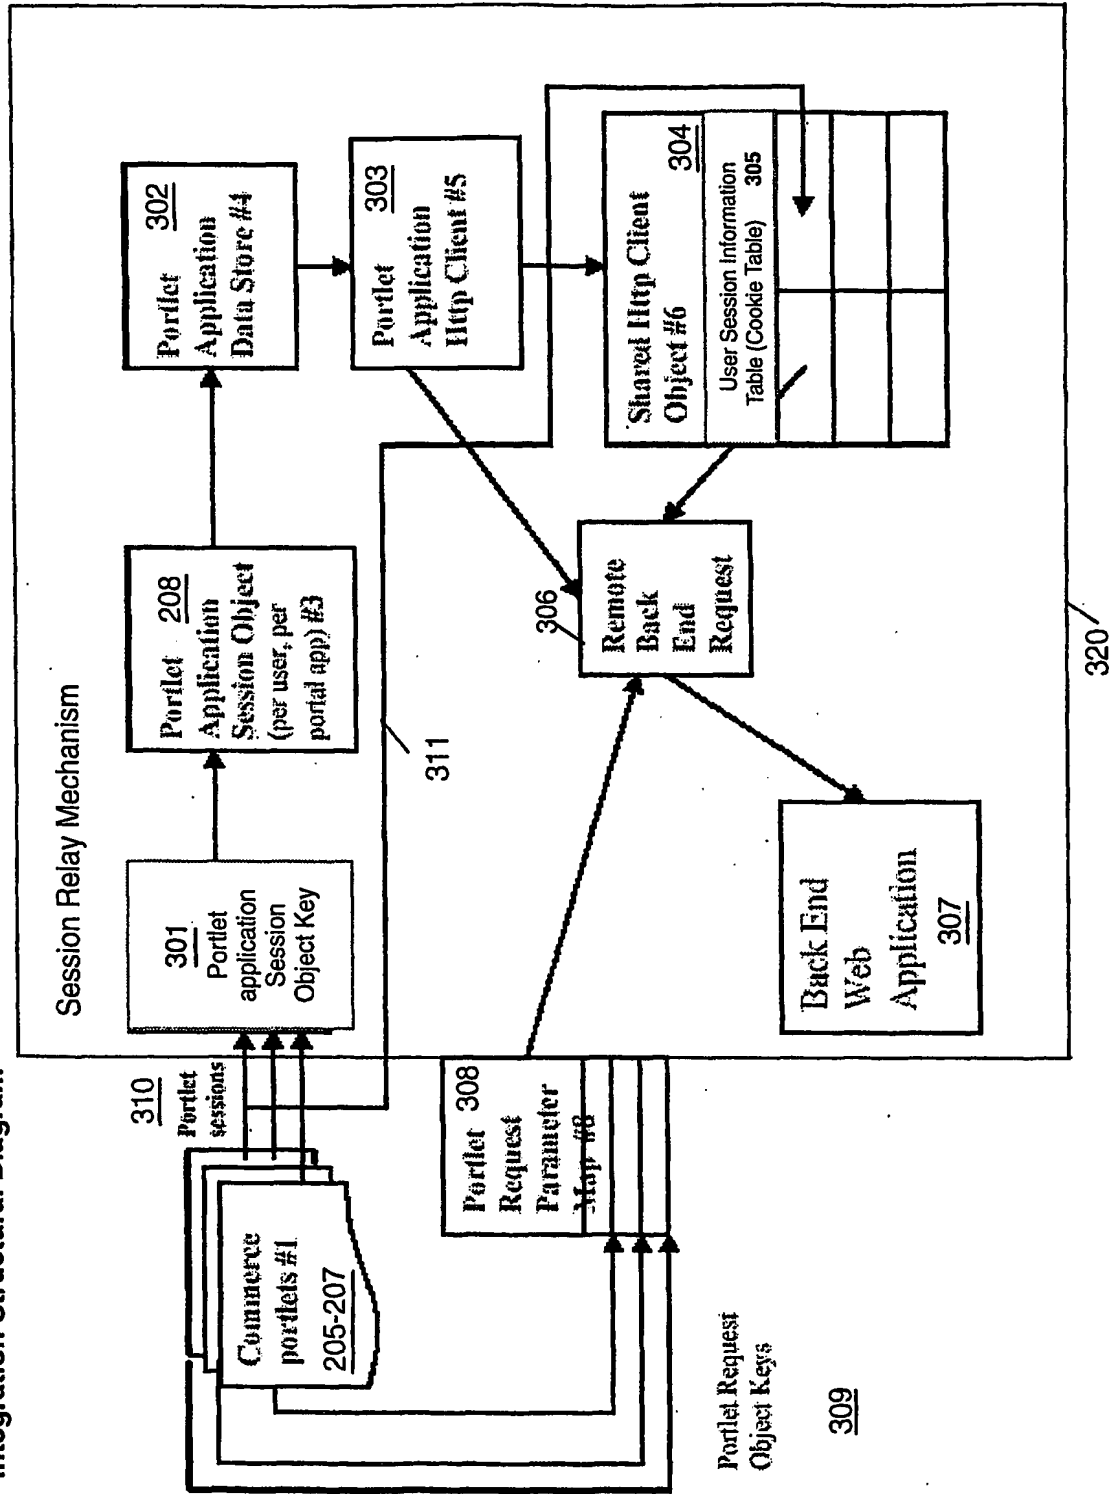 Integration Structural Diagram
Session Relay Mechanism
310
Portlet
sessions
301
Portlet
application
Session
Object Key
Portlet 208
Application
Session Object
(per user, per
portal app) #3
Portlet 302
Application
Data Store #4
Portlet 303
Application
Http Client #5
Commerce
portlets #1
205-207
Portlet 308
Request
Parameter
Map #8
311
306
Remote
Back
End
Request
Shared Http Client
Object #6 304
User Session Information
Table (Cookie Table) 305
Back End
Web
Application
307
Portlet Request
Object Keys
309
320